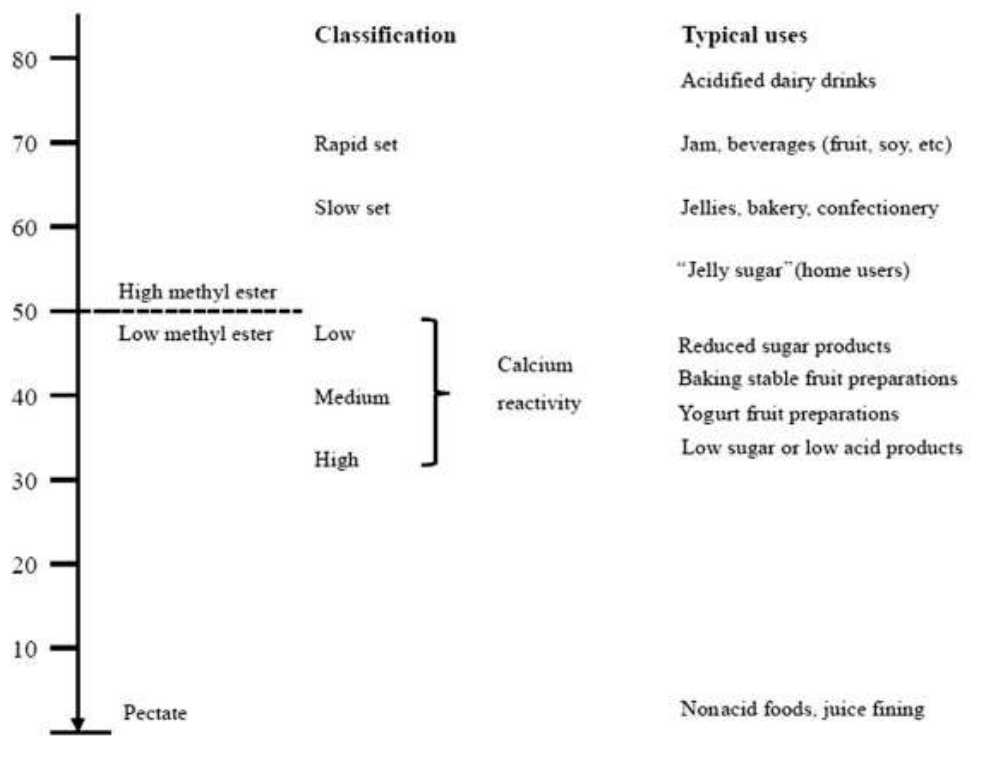 Classification Typical uses
80
Acidified dairy drinks
70 Rapid set Jam, beverages (fruit, soy, etc)
Slow set Jellies, bakery, confectionery
60
“Jelly sugar”(home users)
High methyl ester
50
Low methyl ester Low
Reduced sugar products
Calcium
Baking stable fruit preparations
40 Medium reactivity
Yogurt fruit preparations
Low sugar or low acid products
High
30
20
10
Pectate Nonacid foods, juice fining